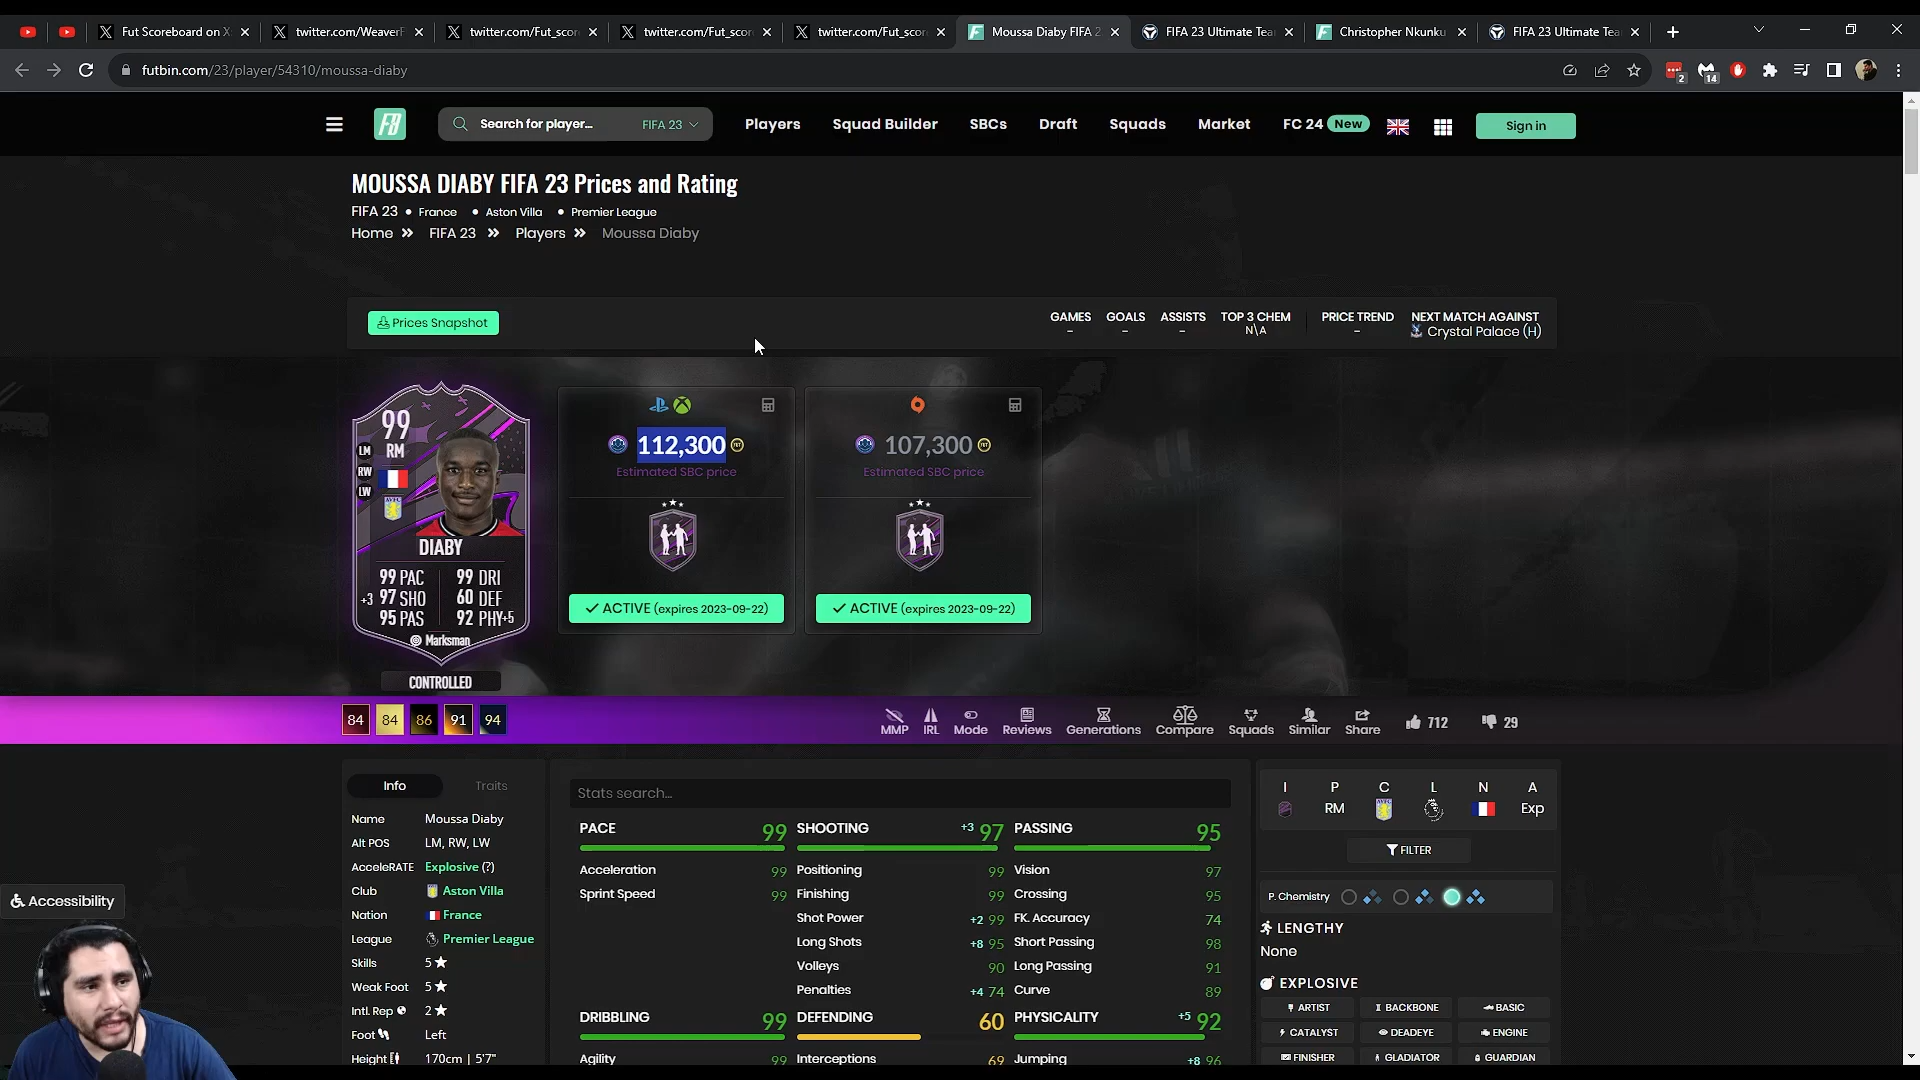 Fut Scoreboard on X
twitter.com/WeaverF
twitter.com/Fut_scor
twitter.com/Fut_scor
twitter.com/Fut_scor
Moussa Diaby FIFA 2
FIFA 23 Ultimate Tea
Christopher Nkunku
FIFA 23 Ultimate Tea
futbin.com/23/player/54310/moussa-diaby
2
14
FB
Search for player...
FIFA 23
Players
Squad Builder
SBCs
Draft
Squads
Market
FC 24 New
Sign in
MOUSSA DIABY FIFA 23 Prices and Rating
FIFA 23 • France • Aston Villa • Premier League
Home » FIFA 23 » Players » Moussa Diaby
Prices Snapshot
GAMES
-
GOALS
-
ASSISTS
-
TOP 3 CHEM
N\A
PRICE TREND
-
NEXT MATCH AGAINST
Crystal Palace (H)
99
RM
LM
RW
LW
DIABY
99 PAC
99 DRI
+3 97 SHO
60 DEF
95 PAS
92 PHY+5
Marksman
CONTROLLED
112,300
Estimated SBC price
ACTIVE (expires 2023-09-22)
107,300
Estimated SBC price
ACTIVE (expires 2023-09-22)
84
84
86
91
94
MMP
IRL
Mode
Reviews
Generations
Compare
Squads
Similar
Share
712
29
Info
Traits
Name Moussa Diaby
Alt POS LM, RW, LW
AcceleRATE Explosive (?)
Club Aston Villa
Nation France
League Premier League
Skills 5
Weak Foot 5
Intl. Rep 2
Foot Left
Height 170cm | 5'7"
Stats search...
PACE 99
Acceleration 99
Sprint Speed 99
SHOOTING +3 97
Positioning 99
Finishing 99
Shot Power +2 99
Long Shots +8 95
Volleys 90
Penalties +4 74
PASSING 95
Vision 97
Crossing 95
FK. Accuracy 74
Short Passing 98
Long Passing 91
Curve 89
DRIBBLING 99
Agility 99
DEFENDING 60
Interceptions 69
PHYSICALITY +5 92
Jumping +8 96
I P C L N A
RM
Exp
FILTER
P. Chemistry
LENGTHY
None
EXPLOSIVE
ARTIST
BACKBONE
BASIC
CATALYST
DEADEYE
ENGINE
FINISHER
GLADIATOR
GUARDIAN
Accessibility